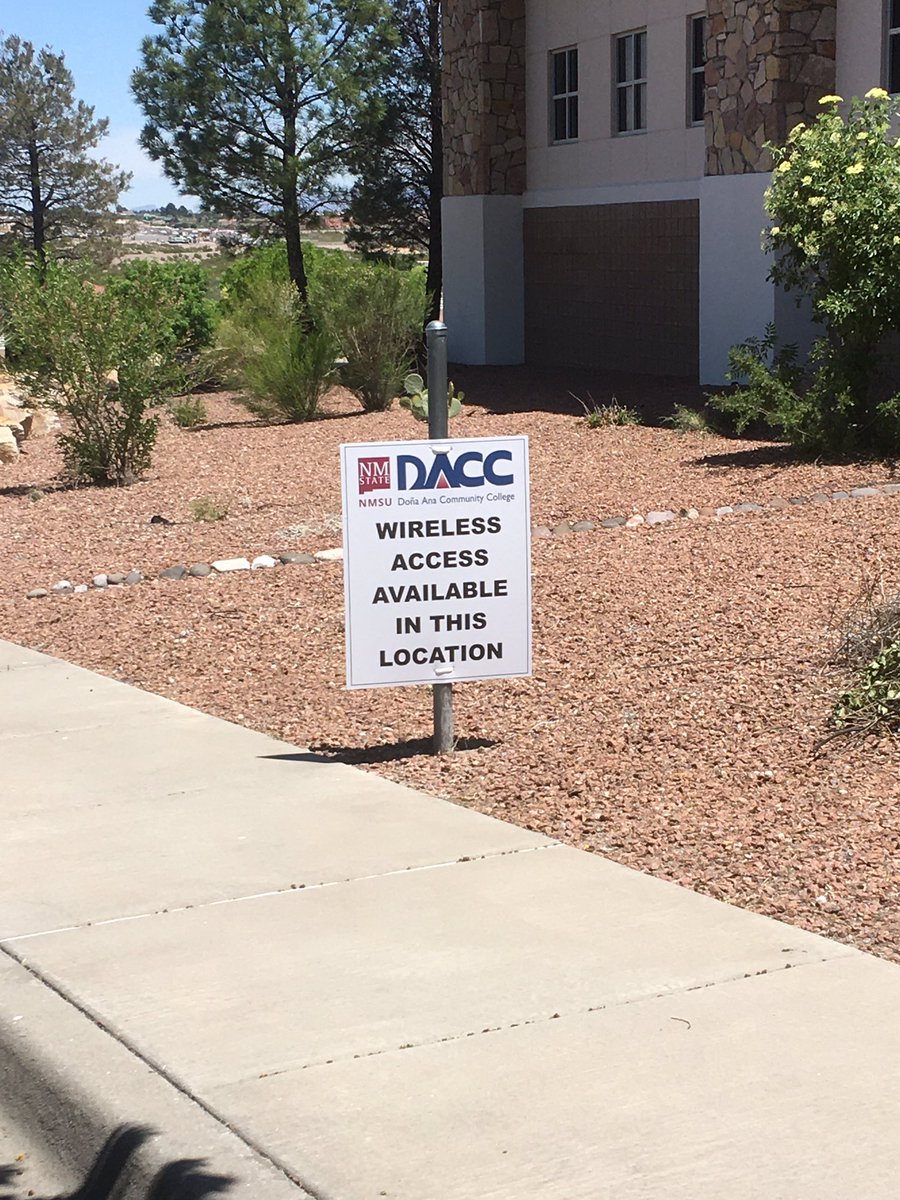 NM
STATE
NMSU
DACC
Doña Ana Community College
WIRELESS
ACCESS
AVAILABLE
IN THIS
LOCATION